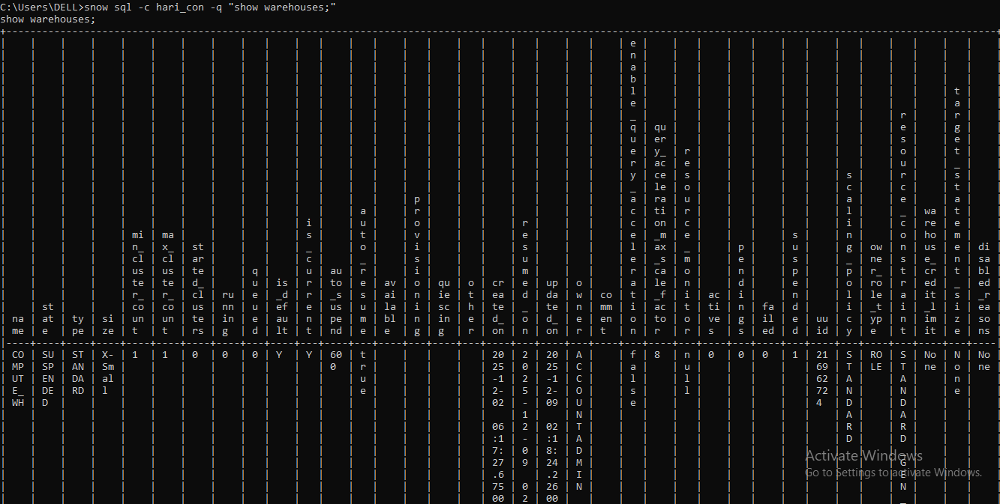 C:\Users\DELL>snow sql -c hari_con -q "show warehouses;"
show warehouses;
name
state
type
size
min_cluster_count
max_cluster_count
started_clusters
running
queued
is_default
is_current
auto_suspend
auto_resume
available
provisioning
quiescing
other
created_on
resumed_on
updated_on
owner
comment
enable_query_acceleration
query_acceleration_max_scale_factor
resource_monitor
actives
pendings
failed
suspended
uuid
scaling_policy
owner_role_type
resource_constraint
warehouse_credit_limit
target_statement_size
disabled_reasons
COMPUTE_WH
SUSPENDED
STANDARD
X-Small
1
1
0
0
0
Y
Y
600
true
2025-12-02 06:17:27.67500
2025-12-09 02
2025-12-09 02:18:24.22600
ACCOUNTADMIN
false
8
null
0
0
0
1
216962724
STANDARD
ROLE
STANDARD_GEN_
None
None
None
Activate Windows
Go to Settings to activate Windows.